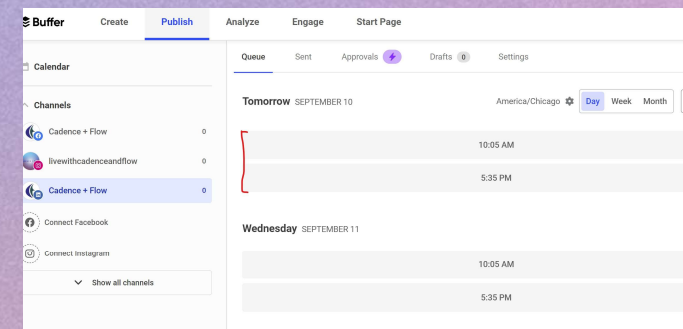 Buffer Create Publish Analyze Engage Start Page
Queue Sent Approvals Drafts 0 Settings
Calendar
Tomorrow SEPTEMBER 10 America/Chicago Day Week Month
Channels
Cadence + Flow 0
10:05 AM
livewithcadenceandflow 0
5:35 PM
Cadence + Flow 0
Connect Facebook
Wednesday SEPTEMBER 11
Connect Instagram
10:05 AM
Show all channels
5:35 PM